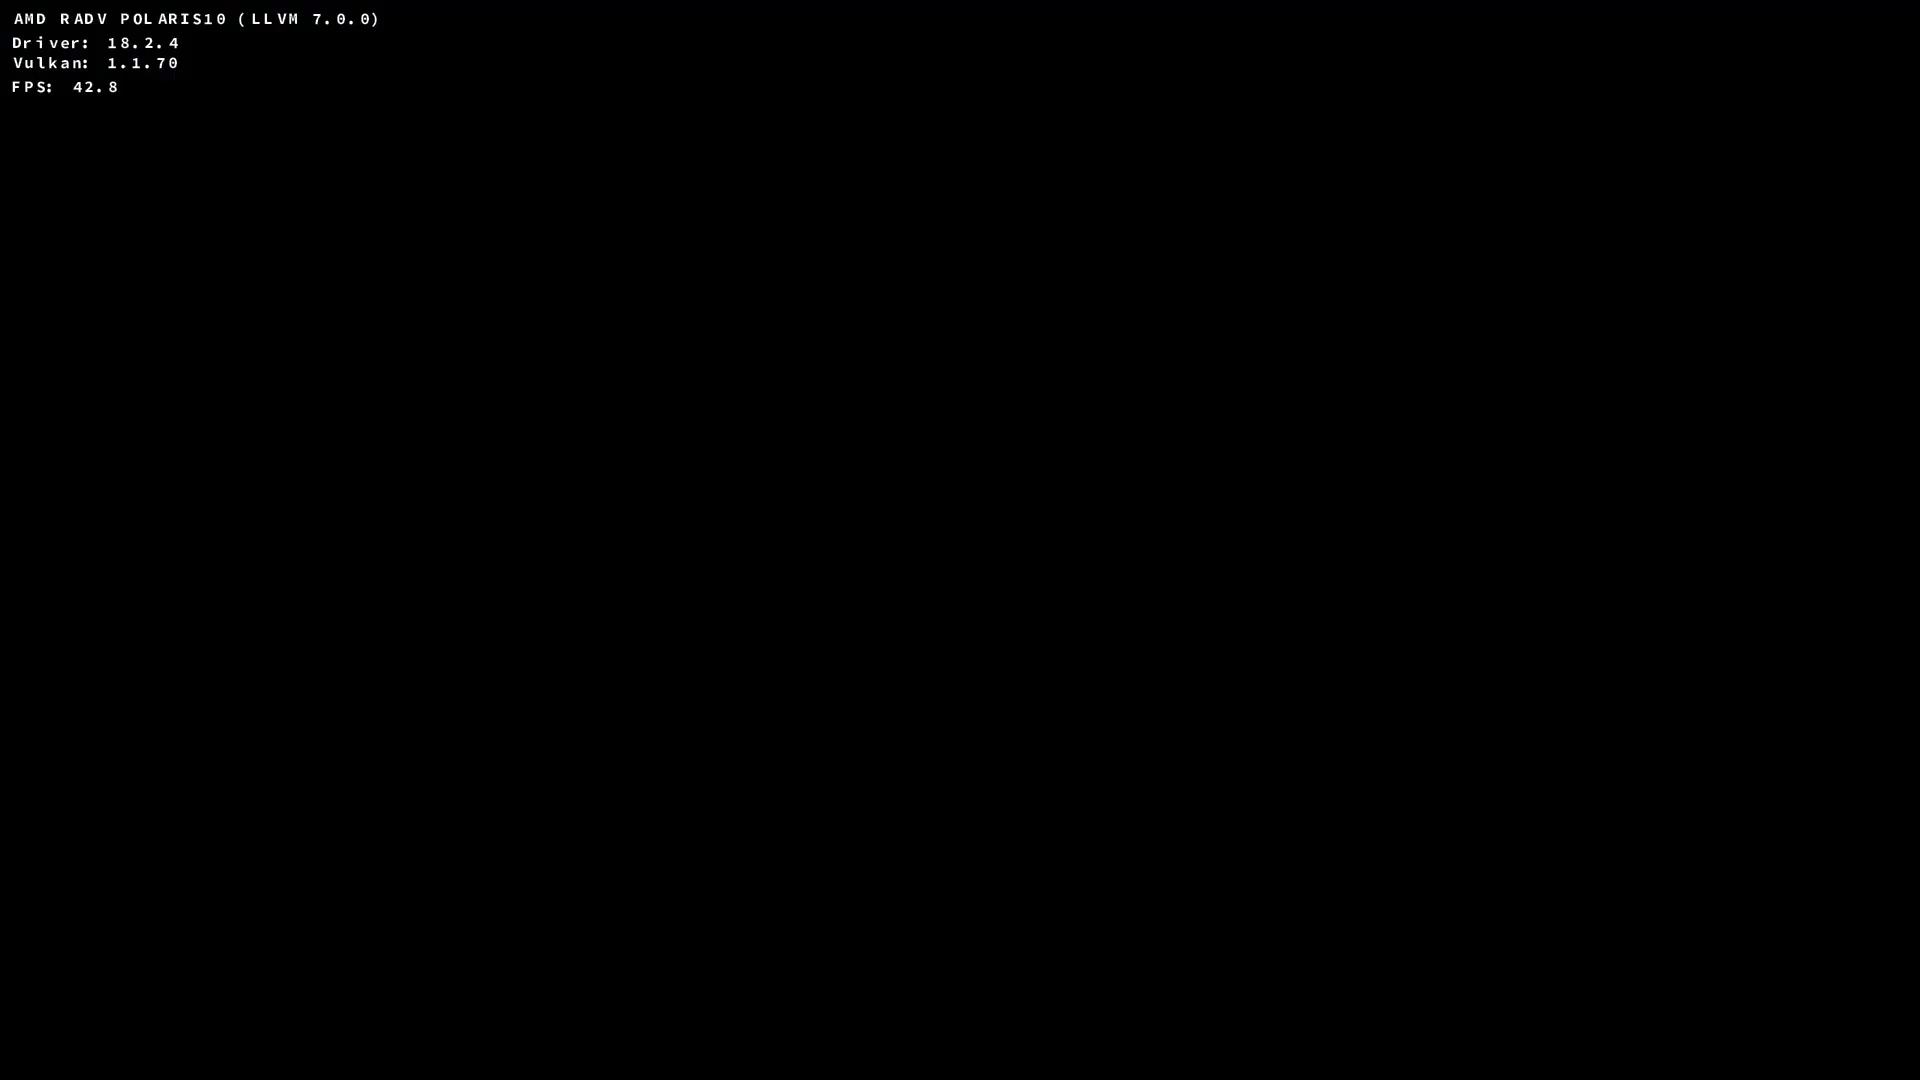 AMD RADV POLARIS10 (LLVM 7.0.0)
Driver: 18.2.4
Vulkan: 1.1.70
FPS: 42.8